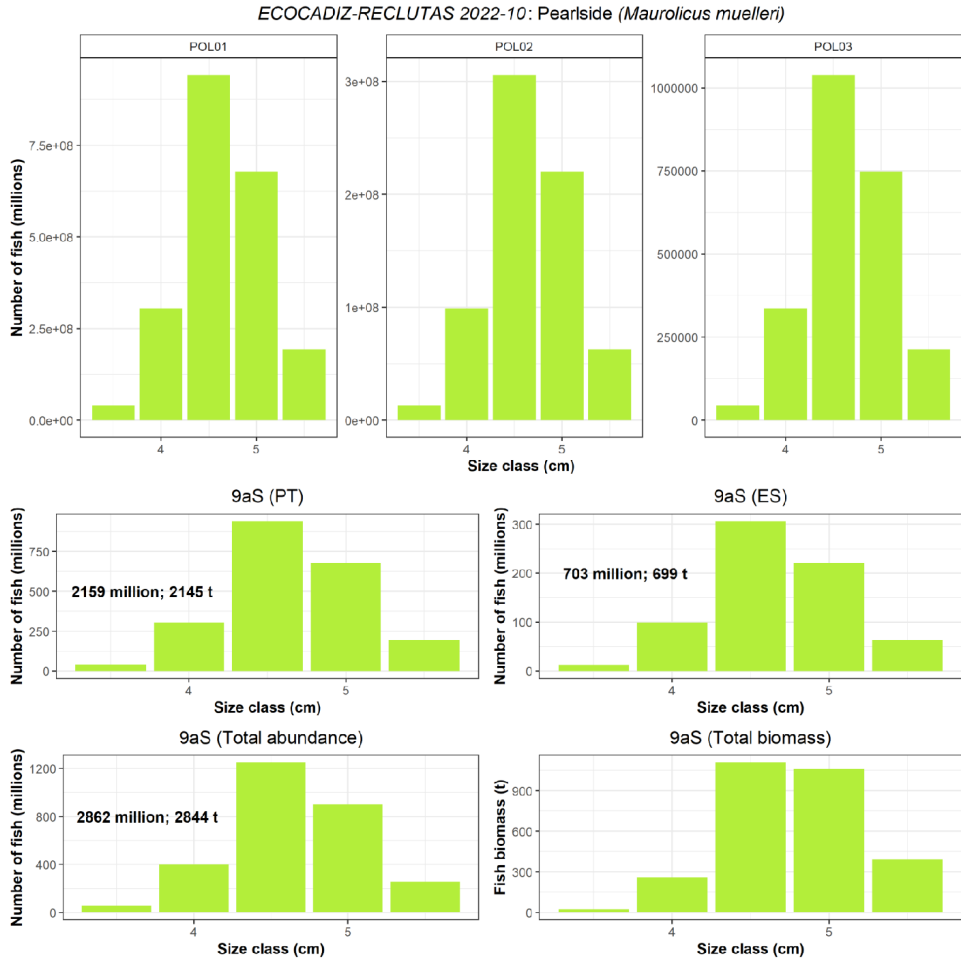 ECOCADIZ-RECLUTAS 2022-10: Pearlside (Maurolicus muelleri)
POL01
POL02
POL03
Number of fish (millions)
7.5e+08
5.0e+08
2.5e+08
0.0e+00
4
5
3e+08
2e+08
1e+08
0e+00
4
5
1000000
750000
500000
250000
0
4
5
Size class (cm)
9aS (PT)
Number of fish (millions)
750
500
250
0
2159 million; 2145 t
4
5
Size class (cm)
9aS (ES)
Number of fish (millions)
300
200
100
0
703 million; 699 t
4
5
Size class (cm)
9aS (Total abundance)
Number of fish (millions)
1200
800
400
0
2862 million; 2844 t
4
5
Size class (cm)
9aS (Total biomass)
Fish biomass (t)
900
600
300
0
4
5
Size class (cm)